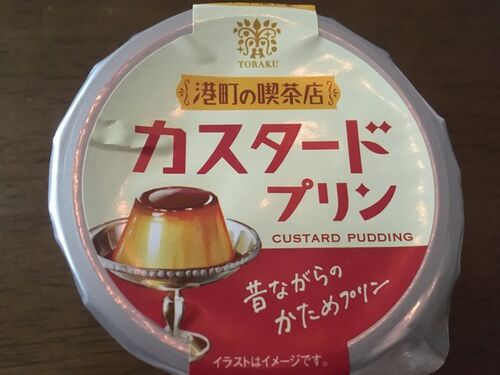 TORAKU
港町の喫茶店
カスタード
プリン
CUSTARD PUDDING
昔ながらの
かためプリン
イラストはイメージです。